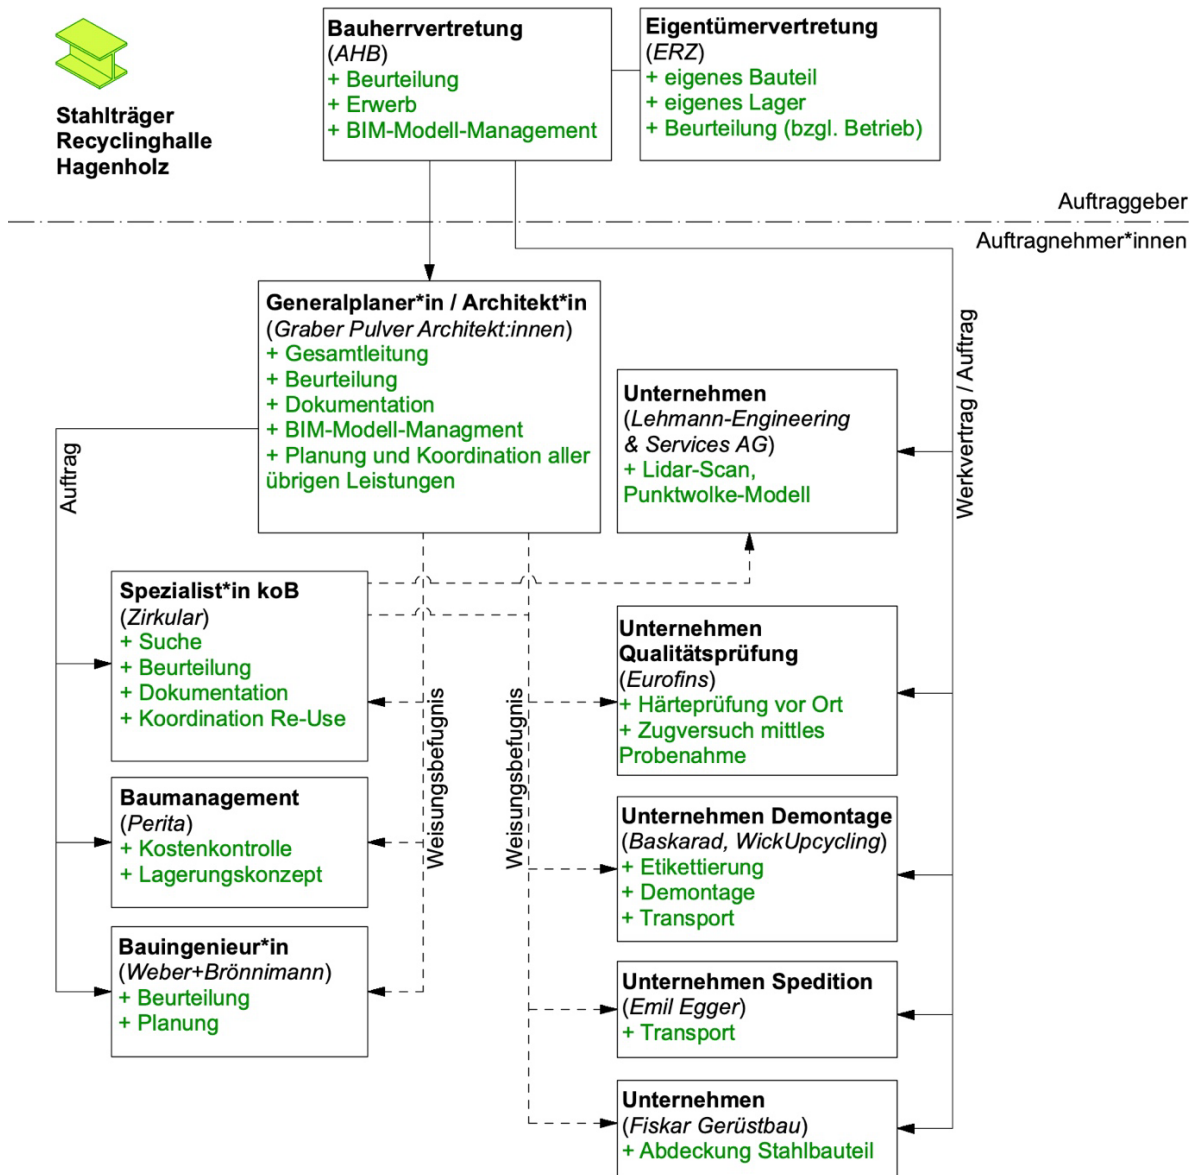 Stahlträger
Recyclinghalle
Hagenholz
Bauherrvertretung
(AHB)
+ Beurteilung
+ Erwerb
+ BIM-Modell-Management
Eigentümervertretung
(ERZ)
+ eigenes Bauteil
+ eigenes Lager
+ Beurteilung (bzgl. Betrieb)
Auftraggeber
Auftragnehmer*innen
Generalplaner*in / Architekt*in
(Graber Pulver Architekt:innen)
+ Gesamtleitung
+ Beurteilung
+ Dokumentation
+ BIM-Modell-Managment
+ Planung und Koordination aller
übrigen Leistungen
Auftrag
Werkvertrag / Auftrag
Unternehmen
(Lehmann-Engineering
& Services AG)
+ Lidar-Scan,
Punktwolke-Modell
Spezialist*in koB
(Zirkular)
+ Suche
+ Beurteilung
+ Dokumentation
+ Koordination Re-Use
Weisungsbefugnis
Weisungsbefugnis
Unternehmen
Qualitätsprüfung
(Eurofins)
+ Härteprüfung vor Ort
+ Zugversuch mittles
Probenahme
Baumanagement
(Perita)
+ Kostenkontrolle
+ Lagerungskonzept
Unternehmen Demontage
(Baskarad, WickUpcycling)
+ Etikettierung
+ Demontage
+ Transport
Bauingenieur*in
(Weber+Brönnimann)
+ Beurteilung
+ Planung
Unternehmen Spedition
(Emil Egger)
+ Transport
Unternehmen
(Fiskar Gerüstbau)
+ Abdeckung Stahlbauteil